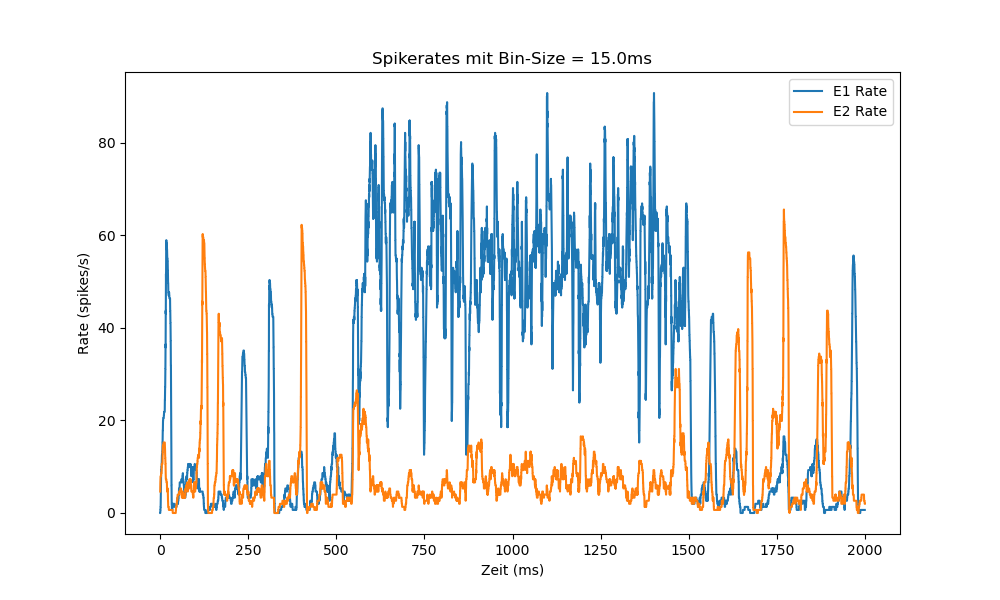 Spikerates mit Bin-Size = 15.0ms
E1 Rate
E2 Rate
Rate (spikes/s)
80
60
40
20
0
0 250 500 750 1000 1250 1500 1750 2000
Zeit (ms)